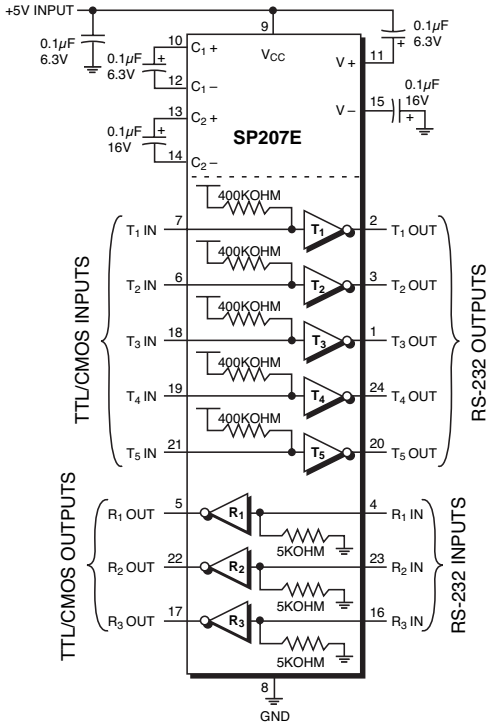 +5V INPUT
0.1µF
6.3V
9
VCC
0.1µF
6.3V
+
11
V +
0.1µF
6.3V
+
10
C1 +
12
C1 –
0.1µF
16V
+
13
C2 +
14
C2 –
15
V –
0.1µF
16V
+
SP207E
TTL/CMOS INPUTS
RS-232 OUTPUTS
400KOHM
T1 IN
7
T1
2
T1 OUT
400KOHM
T2 IN
6
T2
3
T2 OUT
400KOHM
T3 IN
18
T3
1
T3 OUT
400KOHM
T4 IN
19
T4
24
T4 OUT
400KOHM
T5 IN
21
T5
20
T5 OUT
TTL/CMOS OUTPUTS
RS-232 INPUTS
R1 OUT
5
R1
4
R1 IN
5KOHM
R2 OUT
22
R2
23
R2 IN
5KOHM
R3 OUT
17
R3
16
R3 IN
5KOHM
8
GND